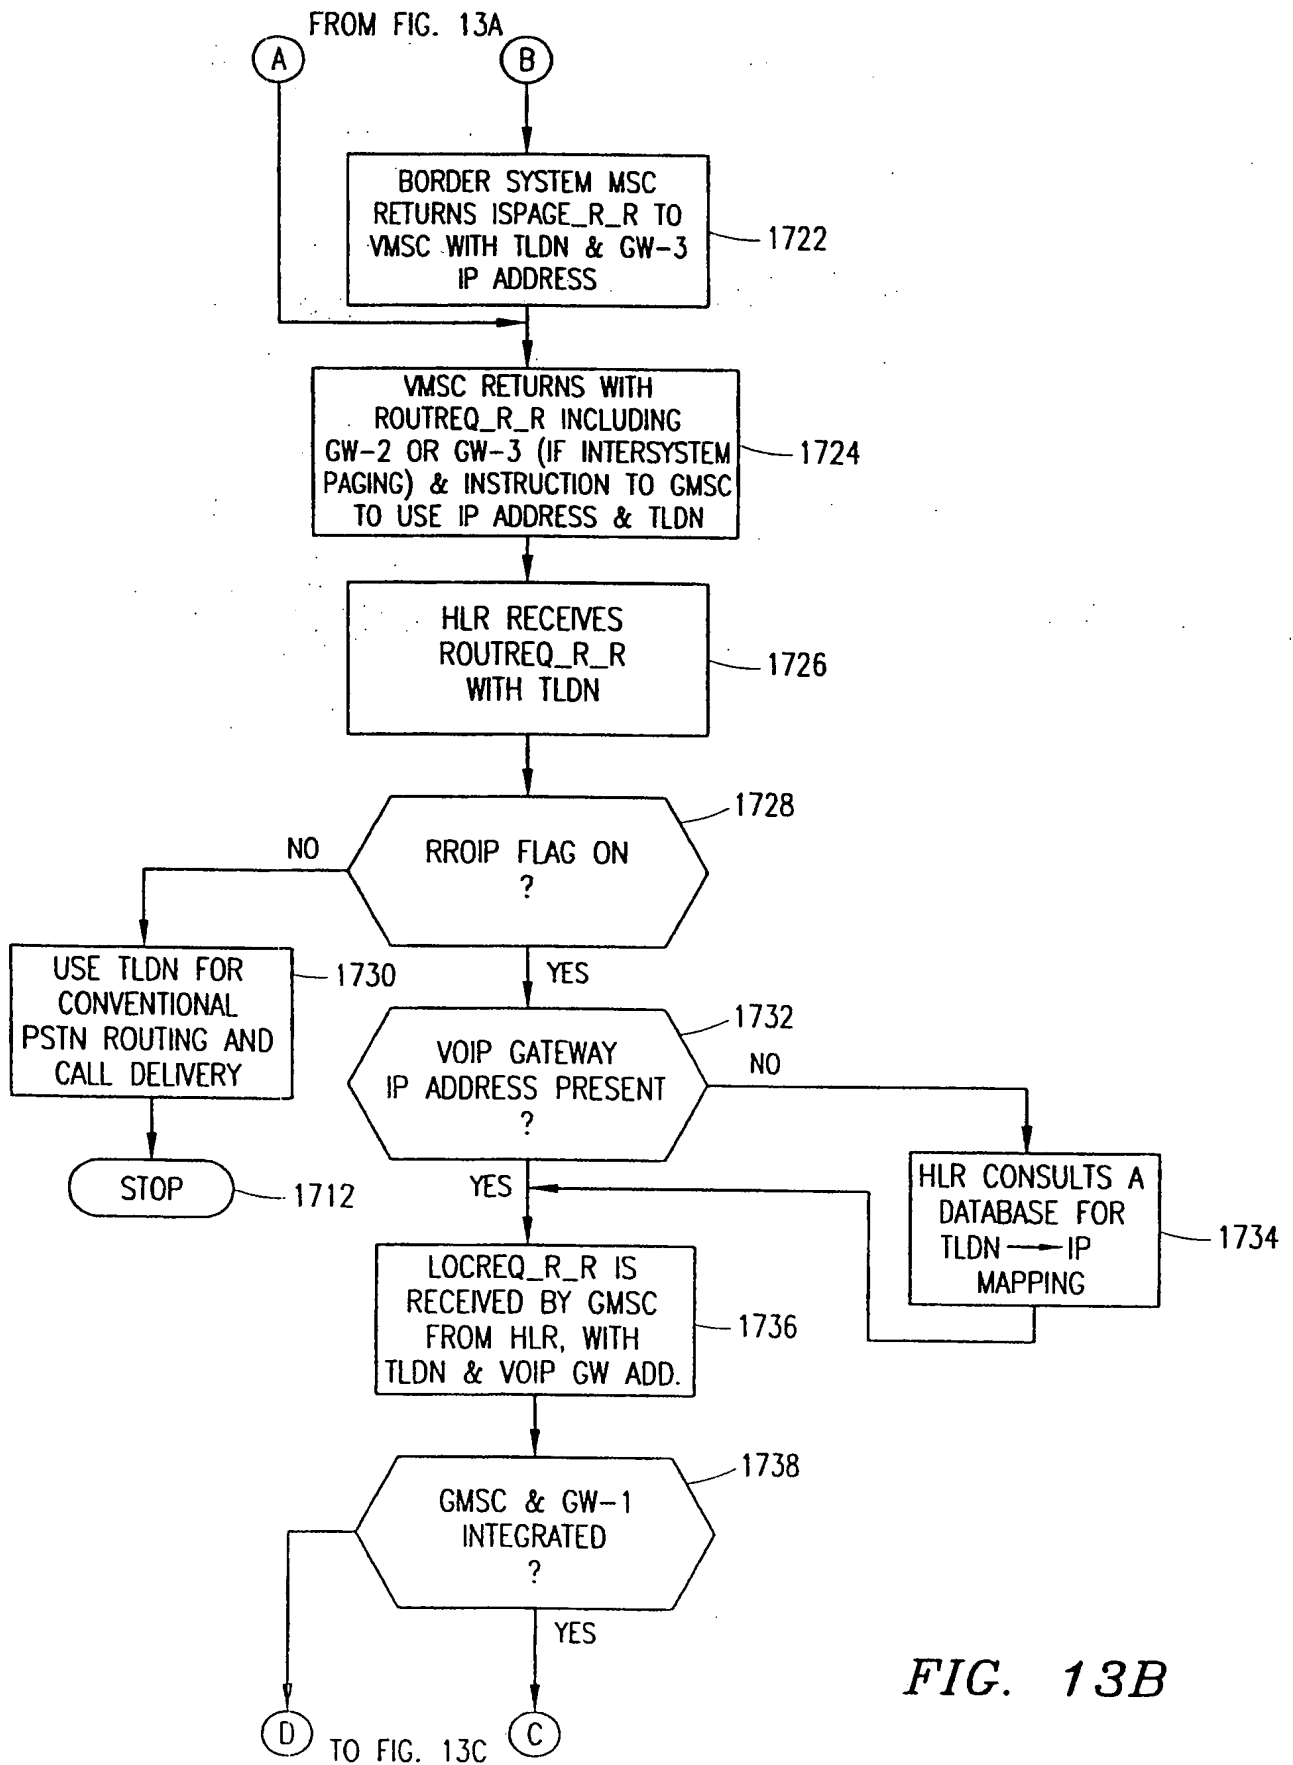 FROM FIG. 13A
A
B
BORDER SYSTEM MSC
RETURNS ISPAGE_R_R TO
VMSC WITH TLDN & GW-3
IP ADDRESS
1722
VMSC RETURNS WITH
ROUTREQ_R_R INCLUDING
GW-2 OR GW-3 (IF INTERSYSTEM
PAGING) & INSTRUCTION TO GMSC
TO USE IP ADDRESS & TLDN
1724
HLR RECEIVES
ROUTREQ_R_R
WITH TLDN
1726
RROIP FLAG ON
?
1728
NO
YES
USE TLDN FOR
CONVENTIONAL
PSTN ROUTING AND
CALL DELIVERY
1730
STOP
1712
VOIP GATEWAY
IP ADDRESS PRESENT
?
1732
NO
YES
HLR CONSULTS A
DATABASE FOR
TLDN → IP
MAPPING
1734
LOCREQ_R_R IS
RECEIVED BY GMSC
FROM HLR, WITH
TLDN & VOIP GW ADD.
1736
GMSC & GW-1
INTEGRATED
?
1738
YES
D
TO FIG. 13C
C
FIG. 13B